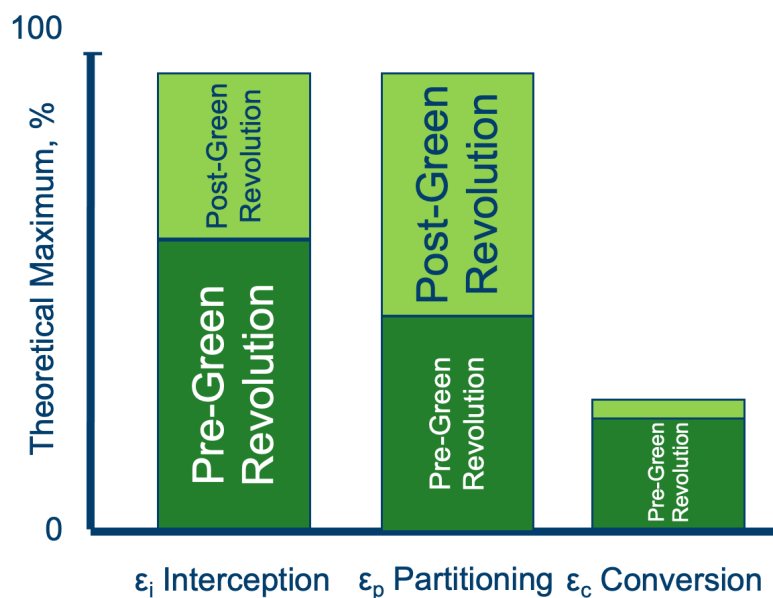 100
Theoretical Maximum, %
0
Post-Green
Revolution
Pre-Green
Revolution
Post-Green
Revolution
Pre-Green
Revolution
Pre-Green
Revolution
εi Interception
εp Partitioning
εc Conversion